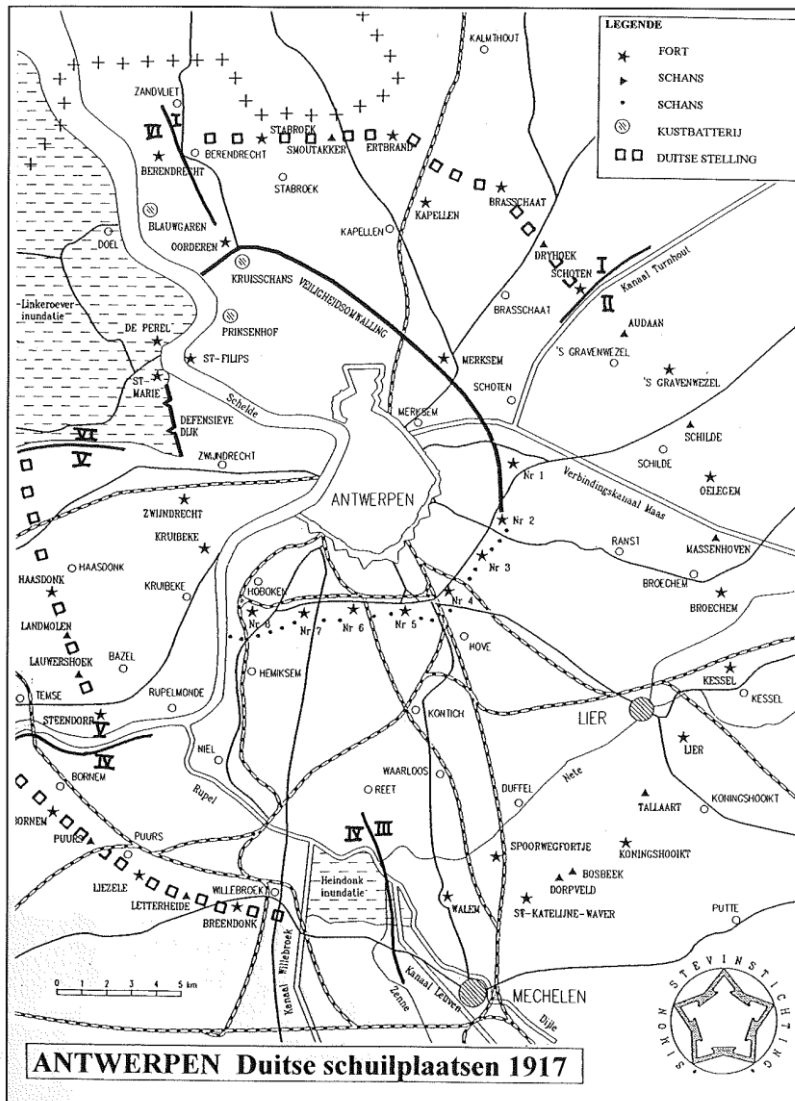 LEGENDE
FORT
SCHANS
SCHANS
KUSTBATTERIJ
DUITSE STELLING
KALMTHOUT
ZANDVLIET
VI
I
STABROEK
BERENDRECHT
SMOUTAKKER
ERTBRAND
BERENDRECHT
STABROEK
KAPELLEN
BRASSCHAAT
BLAUWGAREN
DOEL
OORDEREN
KAPELLEN
DRYHOEK
SCHOTEN
I
II
Kanaal Turnhout
KRUISSCHANS
VEILIGHEIDSOMWALLING
Linkeroever-
inundatie
PRINSENHOF
BRASSCHAAT
AUDAAN
DE PEREL
ST-FILIPS
MERKSEM
'S GRAVENWEZEL
'S GRAVENWEZEL
ST-
MARIE
Schelde
SCHOTEN
DEFENSIEVE
DIJK
MERKSEM
SCHILDE
VI
V
ZWIJNDRECHT
Nr 1
SCHILDE
Verbindingskanaal Maas
OELEGEM
ANTWERPEN
ZWIJNDRECHT
Nr 2
KRUIBEKE
RANST
MASSENHOVEN
Nr 3
HAASDONK
HAASDONK
KRUIBEKE
HOBOKEN
BROECHEM
BROECHEM
Nr 4
Nr 8
Nr 7
Nr 6
Nr 5
LANDMOLEN
HOVE
LAUWERSHOEK
BAZEL
HEMIKSEM
KESSEL
KESSEL
TEMSE
RUPELMONDE
STEENDORP
V
IV
KONTICH
LIER
LIER
NIEL
WAARLOOS
Nete
BORNEM
Rupel
REET
DUFFEL
TALLAART
KONINGSHOOIKT
BORNEM
PUURS
PUURS
IV
III
SPOORWEGFORTJE
KONINGSHOOIKT
LIEZELE
WILLEBROEK
Heindonk
inundatie
BOSBEEK
DORPVELD
LETTERHEIDE
BREENDONK
WALEM
ST-KATELIJNE-WAVER
PUTTE
Kanaal Willebroek
Kanaal Leuven
Zenne
MECHELEN
Dijle
0 5 km
SIMON STEVINSTICHTING
ANTWERPEN Duitse schuilplaatsen 1917